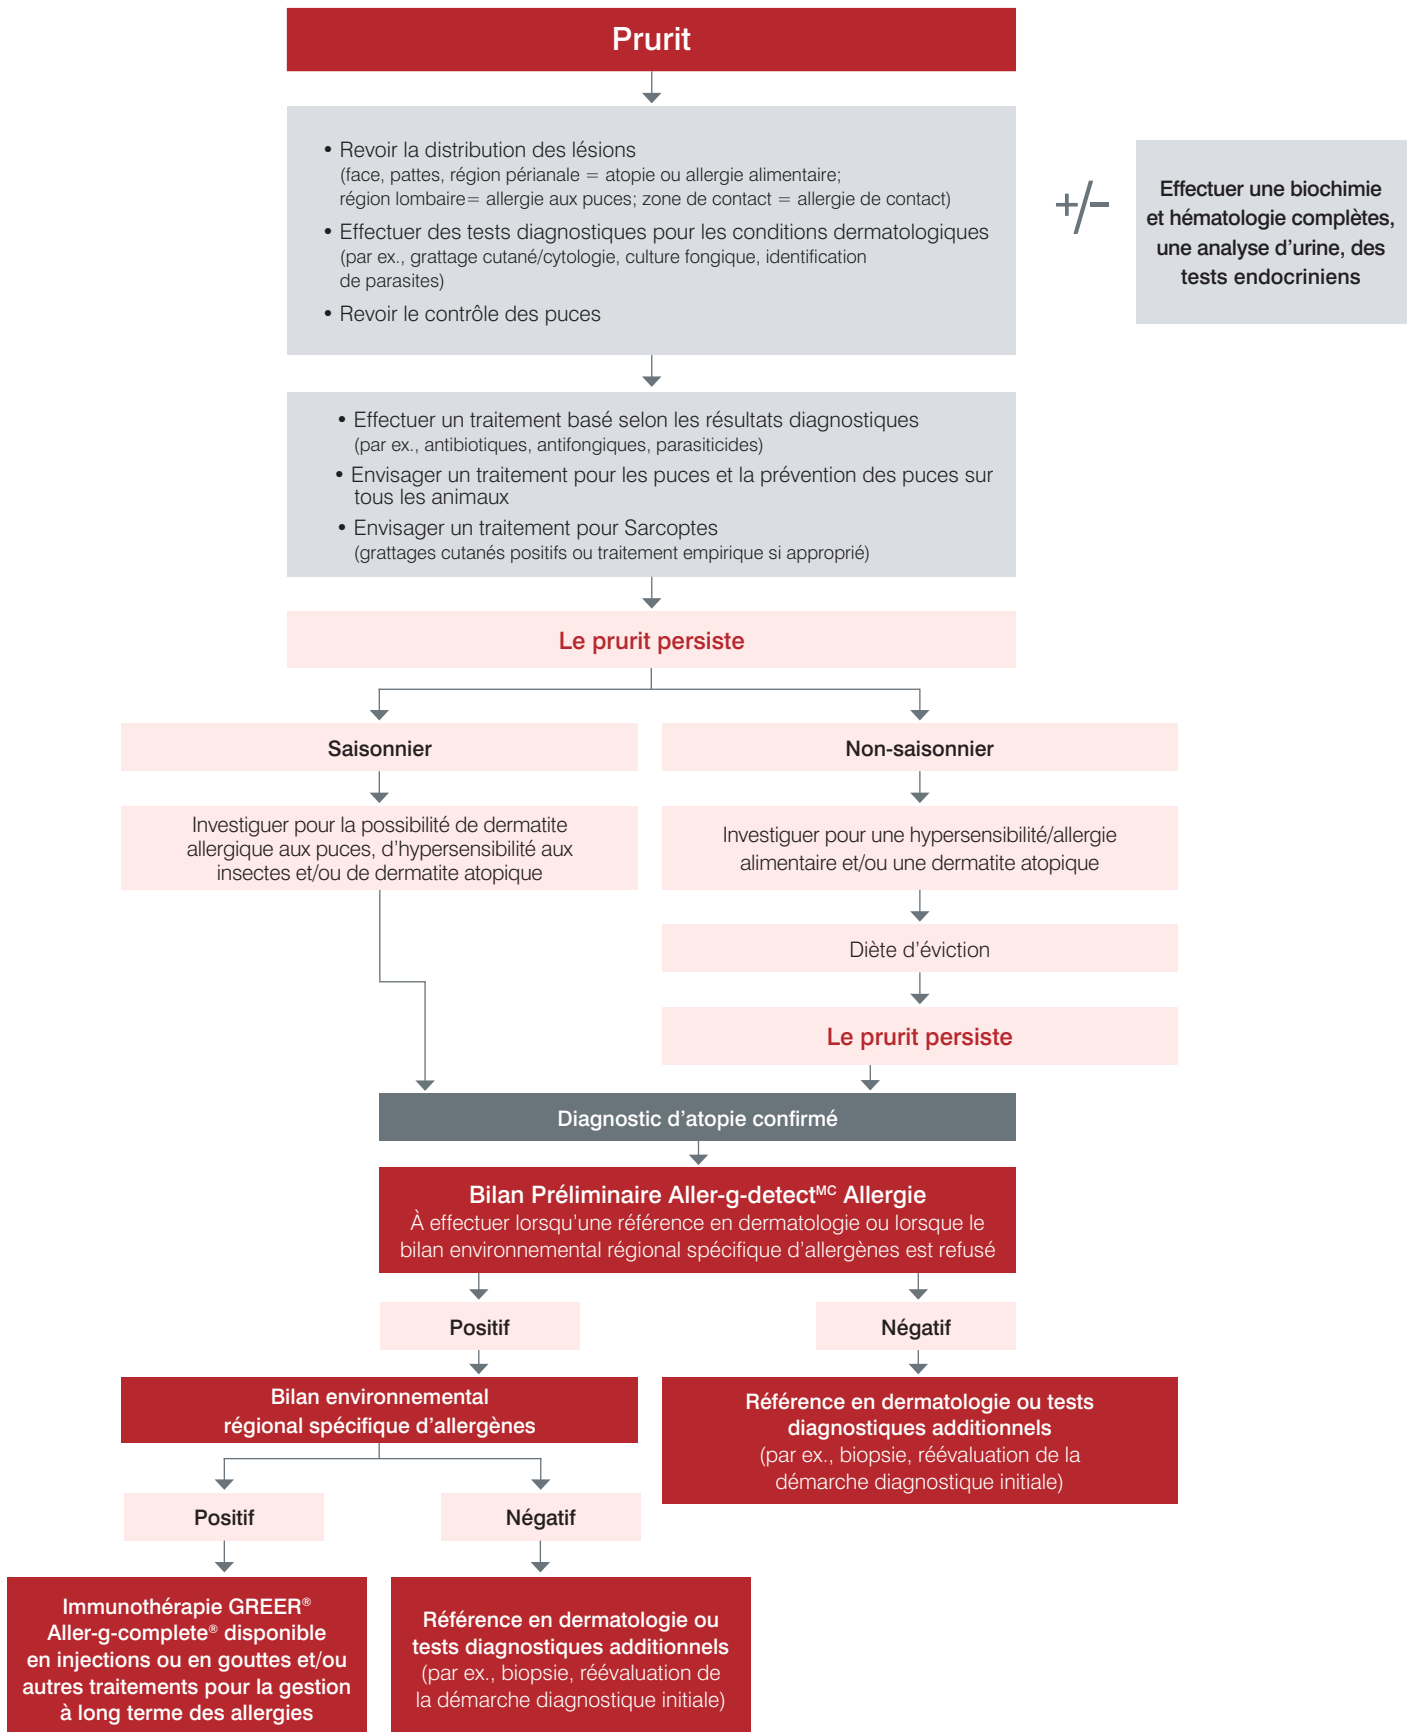 Prurit
• Revoir la distribution des lésions
(face, pattes, région périanale = atopie ou allergie alimentaire;
région lombaire= allergie aux puces; zone de contact = allergie de contact)
• Effectuer des tests diagnostiques pour les conditions dermatologiques
(par ex., grattage cutané/cytologie, culture fongique, identification
de parasites)
• Revoir le contrôle des puces
+/-
Effectuer une biochimie
et hématologie complètes,
une analyse d'urine, des
tests endocriniens
• Effectuer un traitement basé selon les résultats diagnostiques
(par ex., antibiotiques, antifongiques, parasiticides)
• Envisager un traitement pour les puces et la prévention des puces sur
tous les animaux
• Envisager un traitement pour Sarcoptes
(grattages cutanés positifs ou traitement empirique si approprié)
Le prurit persiste
Saisonnier
Non-saisonnier
Investiguer pour la possibilité de dermatite
allergique aux puces, d'hypersensibilité aux
insectes et/ou de dermatite atopique
Investiguer pour une hypersensibilité/allergie
alimentaire et/ou une dermatite atopique
Diète d'éviction
Le prurit persiste
Diagnostic d'atopie confirmé
Bilan Préliminaire Aller-g-detectMC Allergie
À effectuer lorsqu'une référence en dermatologie ou lorsque le
bilan environnemental régional spécifique d'allergènes est refusé
Positif
Négatif
Bilan environnemental
régional spécifique d'allergènes
Référence en dermatologie ou tests
diagnostiques additionnels
(par ex., biopsie, réévaluation de la
démarche diagnostique initiale)
Positif
Négatif
Immunothérapie GREER®
Aller-g-complete® disponible
en injections ou en gouttes et/ou
autres traitements pour la gestion
à long terme des allergies
Référence en dermatologie ou
tests diagnostiques additionnels
(par ex., biopsie, réévaluation de
la démarche diagnostique initiale)